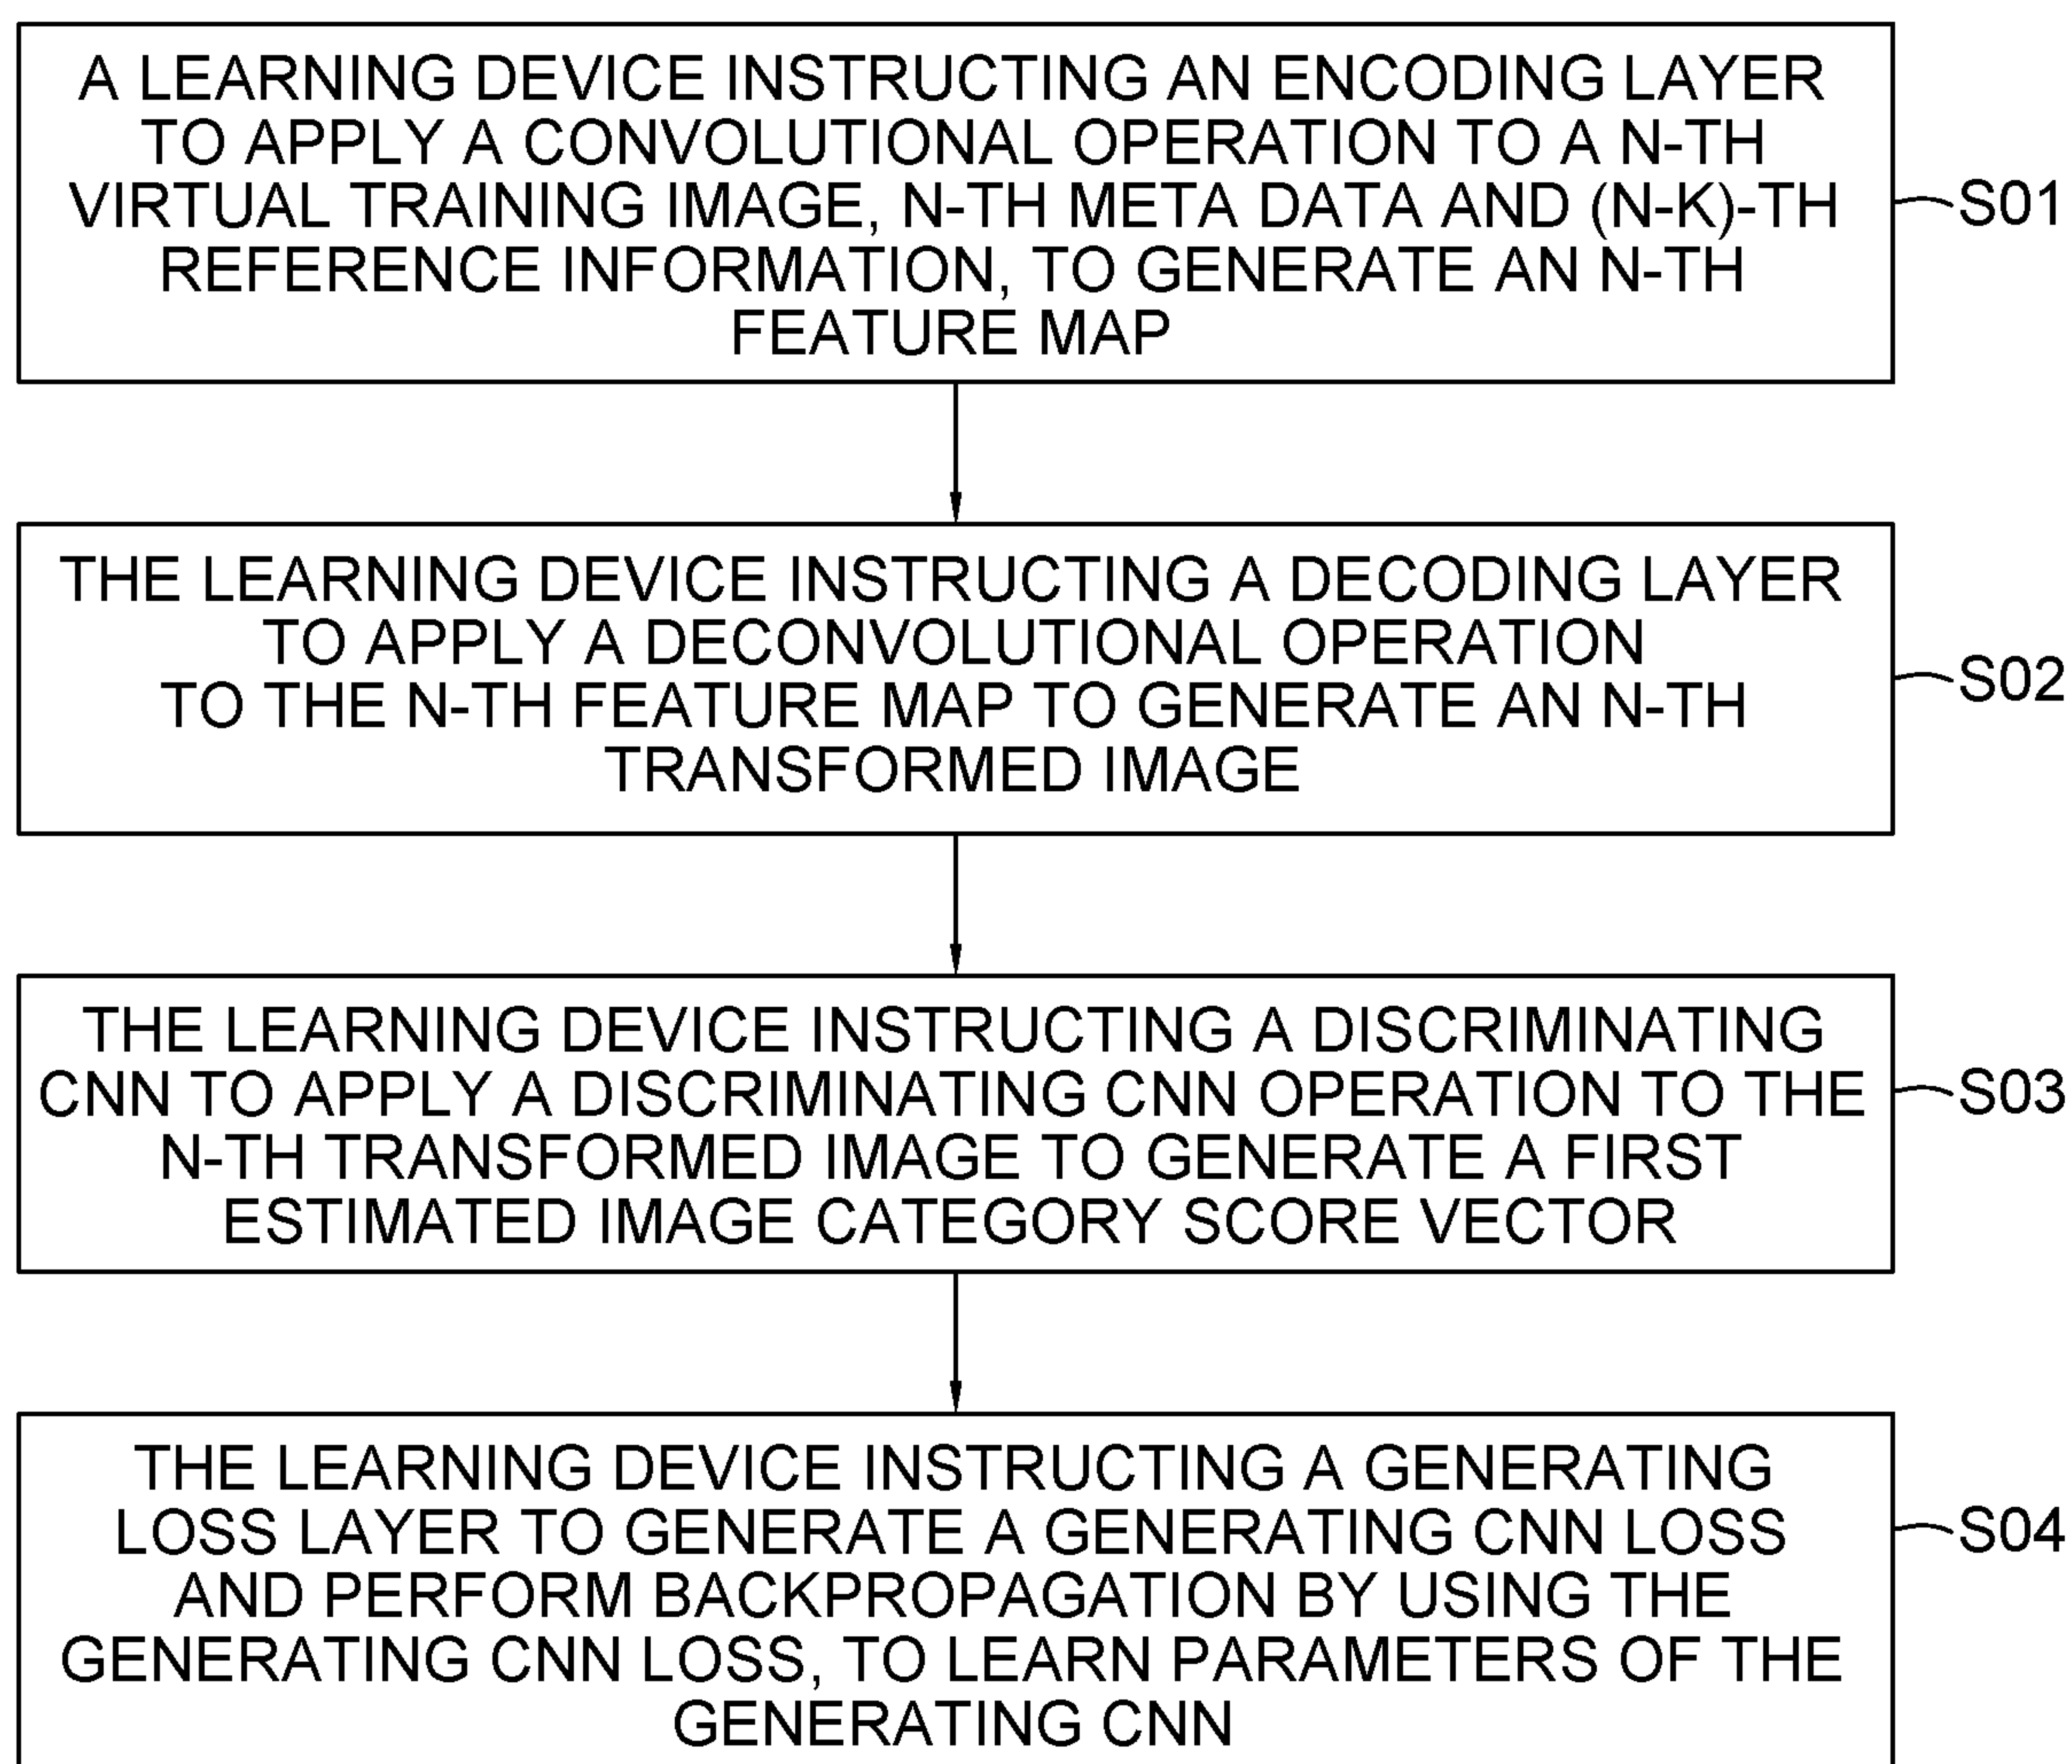 A LEARNING DEVICE INSTRUCTING AN ENCODING LAYER
TO APPLY A CONVOLUTIONAL OPERATION TO A N-TH
VIRTUAL TRAINING IMAGE, N-TH META DATA AND (N-K)-TH
REFERENCE INFORMATION, TO GENERATE AN N-TH
FEATURE MAP
S01
THE LEARNING DEVICE INSTRUCTING A DECODING LAYER
TO APPLY A DECONVOLUTIONAL OPERATION
TO THE N-TH FEATURE MAP TO GENERATE AN N-TH
TRANSFORMED IMAGE
S02
THE LEARNING DEVICE INSTRUCTING A DISCRIMINATING
CNN TO APPLY A DISCRIMINATING CNN OPERATION TO THE
N-TH TRANSFORMED IMAGE TO GENERATE A FIRST
ESTIMATED IMAGE CATEGORY SCORE VECTOR
S03
THE LEARNING DEVICE INSTRUCTING A GENERATING
LOSS LAYER TO GENERATE A GENERATING CNN LOSS
AND PERFORM BACKPROPAGATION BY USING THE
GENERATING CNN LOSS, TO LEARN PARAMETERS OF THE
GENERATING CNN
S04